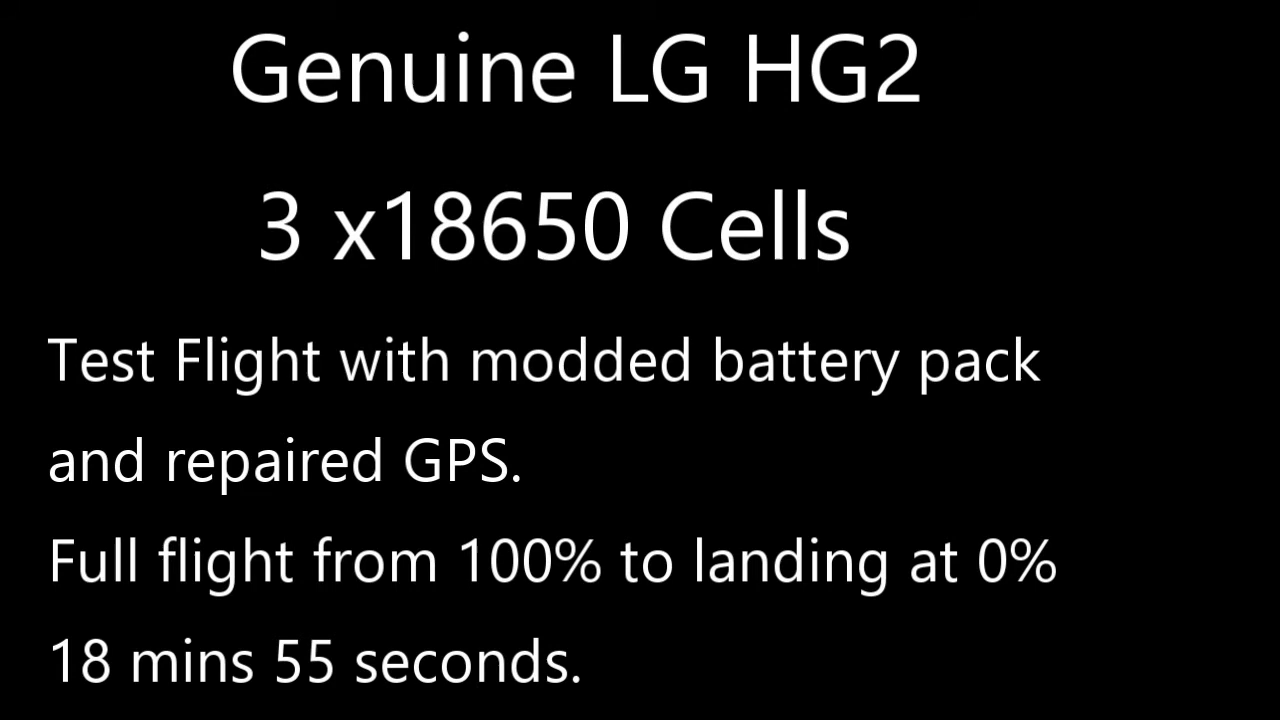 Genuine LG HG2
3 x18650 Cells
Test Flight with modded battery pack
and repaired GPS.
Full flight from 100% to landing at 0%
18 mins 55 seconds.